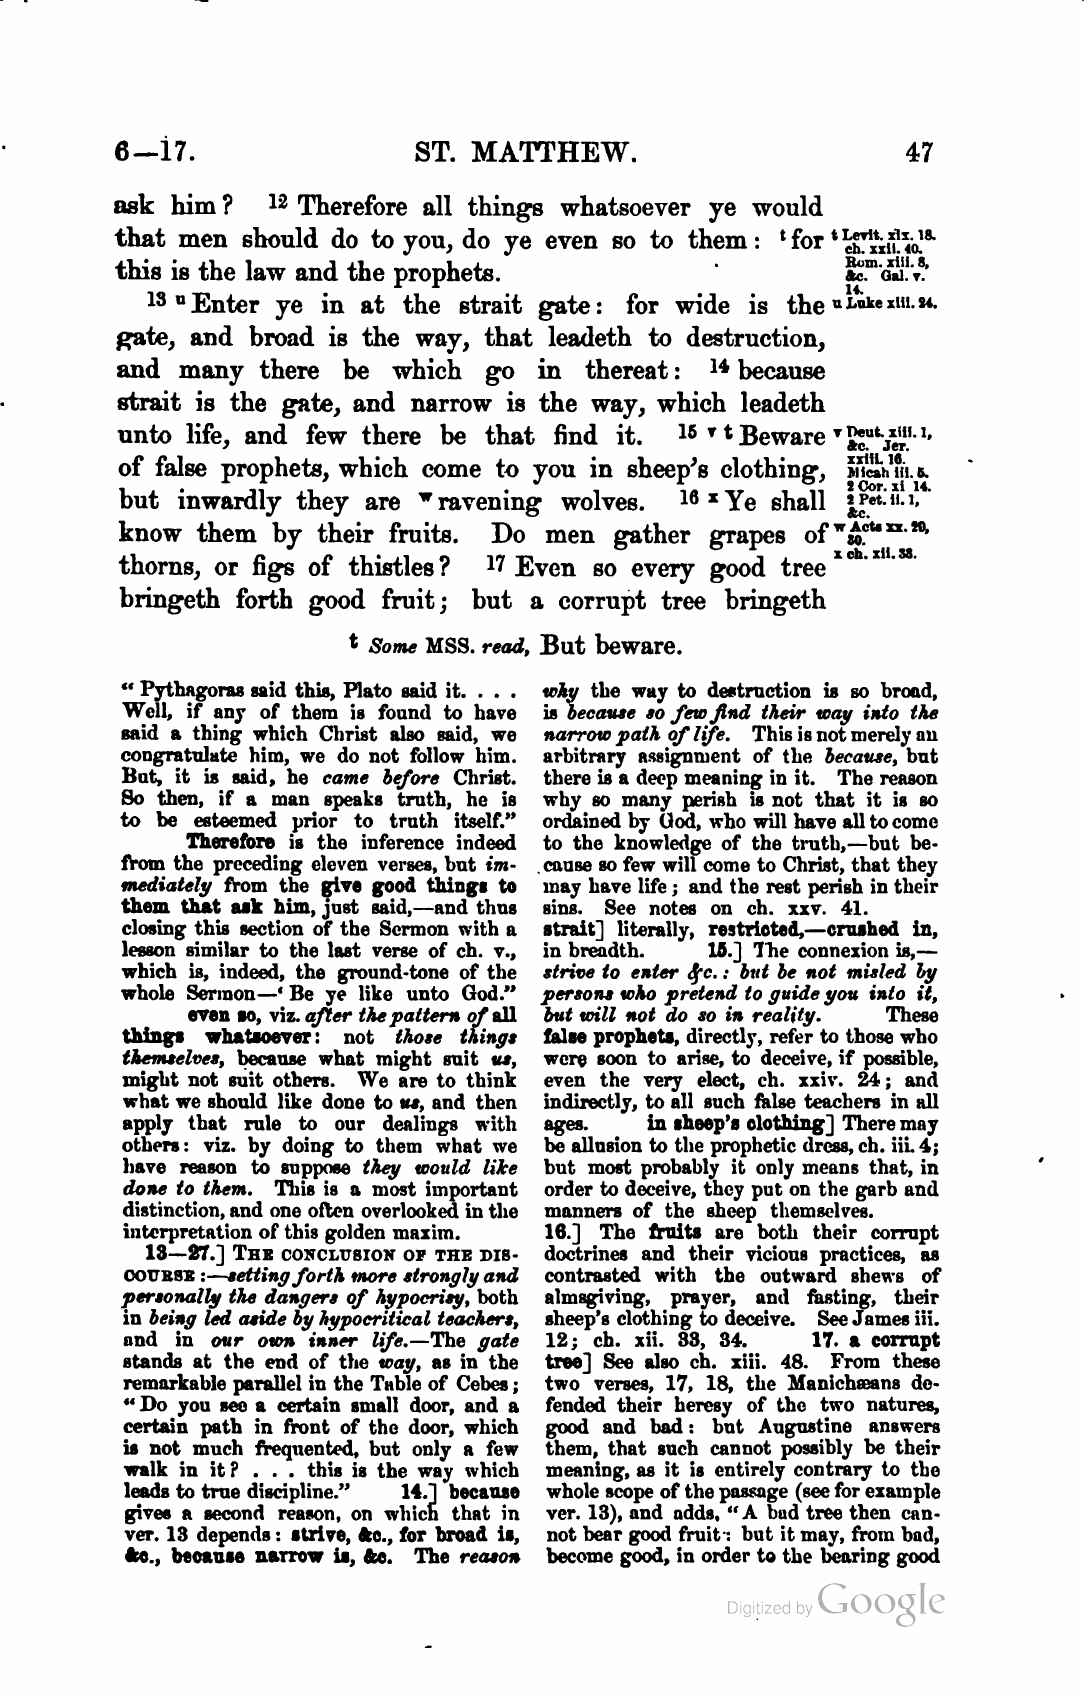 6—17. ST. MATTHEW. 47
ask him? 12 Therefore all things whatsoever ye would
that men should do to you, do ye even so to them: t for
this is the law and the prophets.
13 u Enter ye in at the strait gate: for wide is the
gate, and broad is the way, that leadeth to destruction,
and many there be which go in thereat: 14 because
strait is the gate, and narrow is the way, which leadeth
unto life, and few there be that find it. 15 v t Beware
of false prophets, which come to you in sheep's clothing,
but inwardly they are w ravening wolves. 16 x Ye shall
know them by their fruits. Do men gather grapes of
thorns, or figs of thistles? 17 Even so every good tree
bringeth forth good fruit; but a corrupt tree bringeth
t Levit. xix. 18.
ch. xxii. 40.
Rom. xiii. 8,
&c. Gal. v.
14.
u Luke xiii. 24.
v Deut. xiii. 1,
&c. Jer.
xxiii. 16.
Micah iii. 5.
2 Cor. xi 14.
2 Pet. ii. 1,
&c.
w Acts xx. 29,
30.
x ch. xii. 33.
t Some MSS. read, But beware.
“ Pythagoras said this, Plato said it. . . .
Well, if any of them is found to have
said a thing which Christ also said, we
congratulate him, we do not follow him.
But, it is said, he came before Christ.
So then, if a man speaks truth, he is
to be esteemed prior to truth itself.”
Therefore is the inference indeed
from the preceding eleven verses, but im-
mediately from the give good things to
them that ask him, just said,—and thus
closing this section of the Sermon with a
lesson similar to the last verse of ch. v.,
which is, indeed, the ground-tone of the
whole Sermon—‘ Be ye like unto God.”
even so, viz. after the pattern of all
things whatsoever: not those things
themselves, because what might suit us,
might not suit others. We are to think
what we should like done to us, and then
apply that rule to our dealings with
others: viz. by doing to them what we
have reason to suppose they would like
done to them. This is a most important
distinction, and one often overlooked in the
interpretation of this golden maxim.
13—27.] THE CONCLUSION OF THE DIS-
COURSE:—setting forth more strongly and
personally the dangers of hypocrisy, both
in being led aside by hypocritical teachers,
and in our own inner life.—The gate
stands at the end of the way, as in the
remarkable parallel in the Table of Cebes;
“ Do you see a certain small door, and a
certain path in front of the door, which
is not much frequented, but only a few
walk in it? . . . this is the way which
leads to true discipline.” 14.] because
gives a second reason, on which that in
ver. 13 depends: strive, &c., for broad is,
&c., because narrow is, &c. The reason
why the way to destruction is so broad,
is because so few find their way into the
narrow path of life. This is not merely an
arbitrary assignment of the because, but
there is a deep meaning in it. The reason
why so many perish is not that it is so
ordained by God, who will have all to come
to the knowledge of the truth,—but be-
cause so few will come to Christ, that they
may have life; and the rest perish in their
sins. See notes on ch. xxv. 41.
strait] literally, restricted,—crushed in,
in breadth. 15.] The connexion is,—
strive to enter &c.: but be not misled by
persons who pretend to guide you into it,
but will not do so in reality. These
false prophets, directly, refer to those who
were soon to arise, to deceive, if possible,
even the very elect, ch. xxiv. 24; and
indirectly, to all such false teachers in all
ages. in sheep's clothing] There may
be allusion to the prophetic dress, ch. iii. 4;
but most probably it only means that, in
order to deceive, they put on the garb and
manners of the sheep themselves.
16.] The fruits are both their corrupt
doctrines and their vicious practices, as
contrasted with the outward shews of
almsgiving, prayer, and fasting, their
sheep's clothing to deceive. See James iii.
12; ch. xii. 33, 34. 17. a corrupt
tree] See also ch. xiii. 48. From these
two verses, 17, 18, the Manichæans de-
fended their heresy of the two natures,
good and bad: but Augustine answers
them, that such cannot possibly be their
meaning, as it is entirely contrary to the
whole scope of the passage (see for example
ver. 13), and adds, “A bad tree then can-
not bear good fruit: but it may, from bad,
become good, in order to the bearing good
Digitized by Google